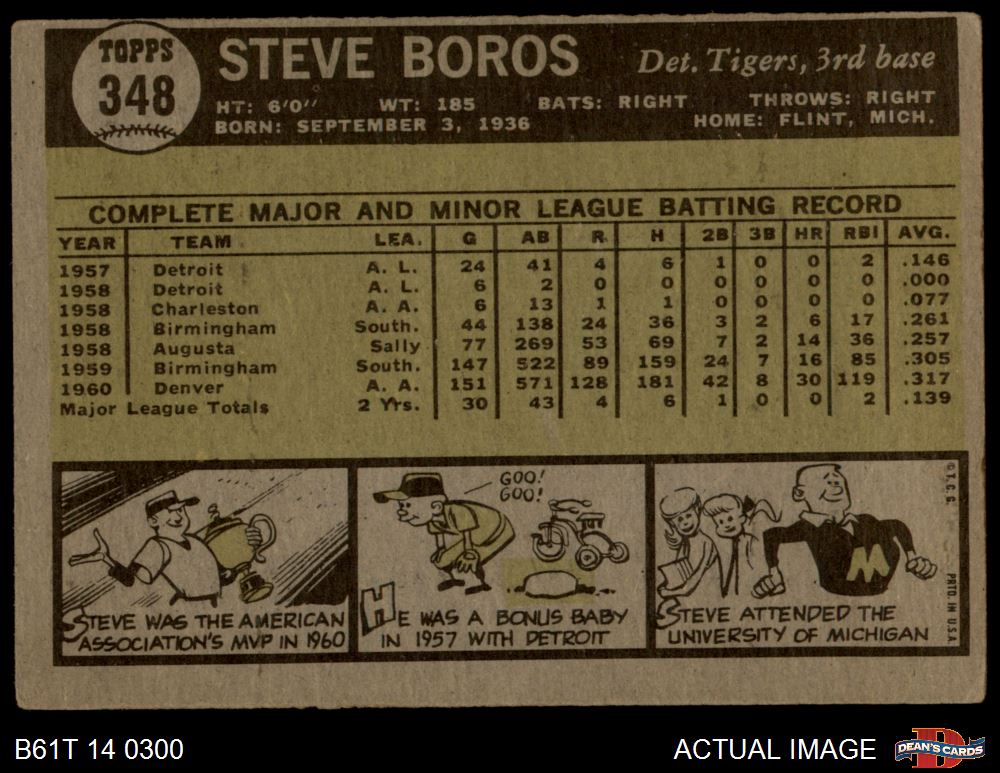 TOPPS
348
STEVE BOROS Det. Tigers, 3rd base
HT: 6'0" WT: 185 BATS: RIGHT THROWS: RIGHT
BORN: SEPTEMBER 3, 1936 HOME: FLINT, MICH.
COMPLETE MAJOR AND MINOR LEAGUE BATTING RECORD
YEAR TEAM LEA. G AB R H 2B 3B HR RBI AVG.
1957 Detroit A. L. 24 41 4 6 1 0 0 2 .146
1958 Detroit A. L. 6 2 0 0 0 0 0 0 .000
1958 Charleston A. A. 6 13 1 1 0 0 0 0 .077
1958 Birmingham South. 44 138 24 36 3 2 6 17 .261
1958 Augusta Sally 77 269 53 69 7 2 14 36 .257
1959 Birmingham South. 147 522 89 159 24 7 16 85 .305
1960 Denver A. A. 151 571 128 181 42 8 30 119 .317
Major League Totals 2 Yrs. 30 43 4 6 1 0 0 2 .139
STEVE WAS THE AMERICAN
ASSOCIATION'S MVP IN 1960
GOO!
GOO!
HE WAS A BONUS BABY
IN 1957 WITH DETROIT
M
STEVE ATTENDED THE
UNIVERSITY OF MICHIGAN
© T. C. G. PRTD. IN U.S.A.
B61T 14 0300
ACTUAL IMAGE
D
DEAN'S CARDS